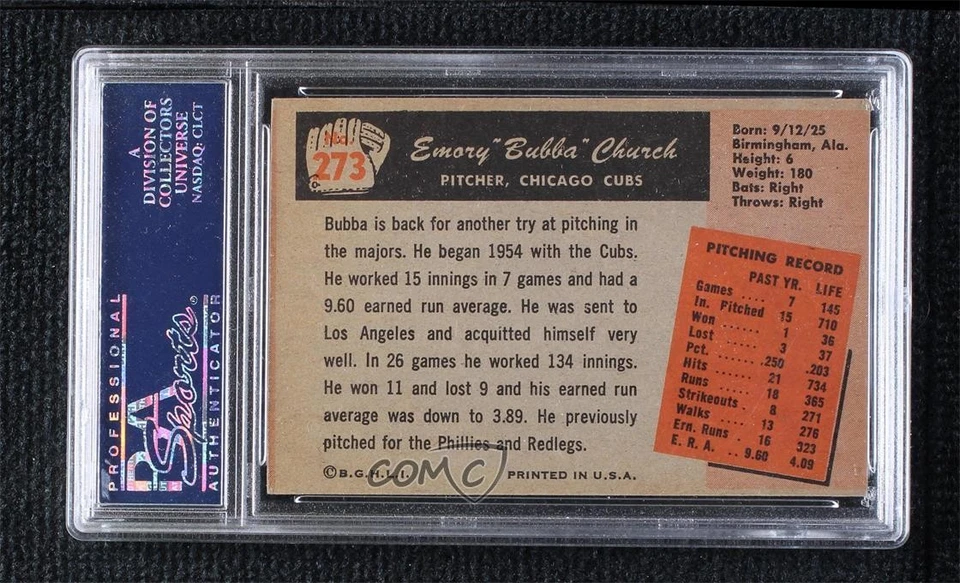 A
DIVISION OF
COLLECTORS
UNIVERSE
NASDAQ: CLCT
PROFESSIONAL
PSA
Sports®
AUTHENTICATOR
No.
273
Emory "Bubba" Church
PITCHER, CHICAGO CUBS
Born: 9/12/25
Birmingham, Ala.
Height: 6
Weight: 180
Bats: Right
Throws: Right
Bubba is back for another try at pitching in
the majors. He began 1954 with the Cubs.
He worked 15 innings in 7 games and had a
9.60 earned run average. He was sent to
Los Angeles and acquitted himself very
well. In 26 games he worked 134 innings.
He won 11 and lost 9 and his earned run
average was down to 3.89. He previously
pitched for the Phillies and Redlegs.
©B.G.H.L.I. PRINTED IN U.S.A.
PITCHING RECORD
PAST YR. LIFE
Games .... 7 145
In. Pitched 15 710
Won ...... 1 36
Lost ...... 3 37
Pct. ..... .250 .203
Hits ...... 21 734
Runs ..... 18 365
Strikeouts . 8 271
Walks .... 13 276
Ern. Runs . 16 323
E. R. A. .. 9.60 4.09
COMC